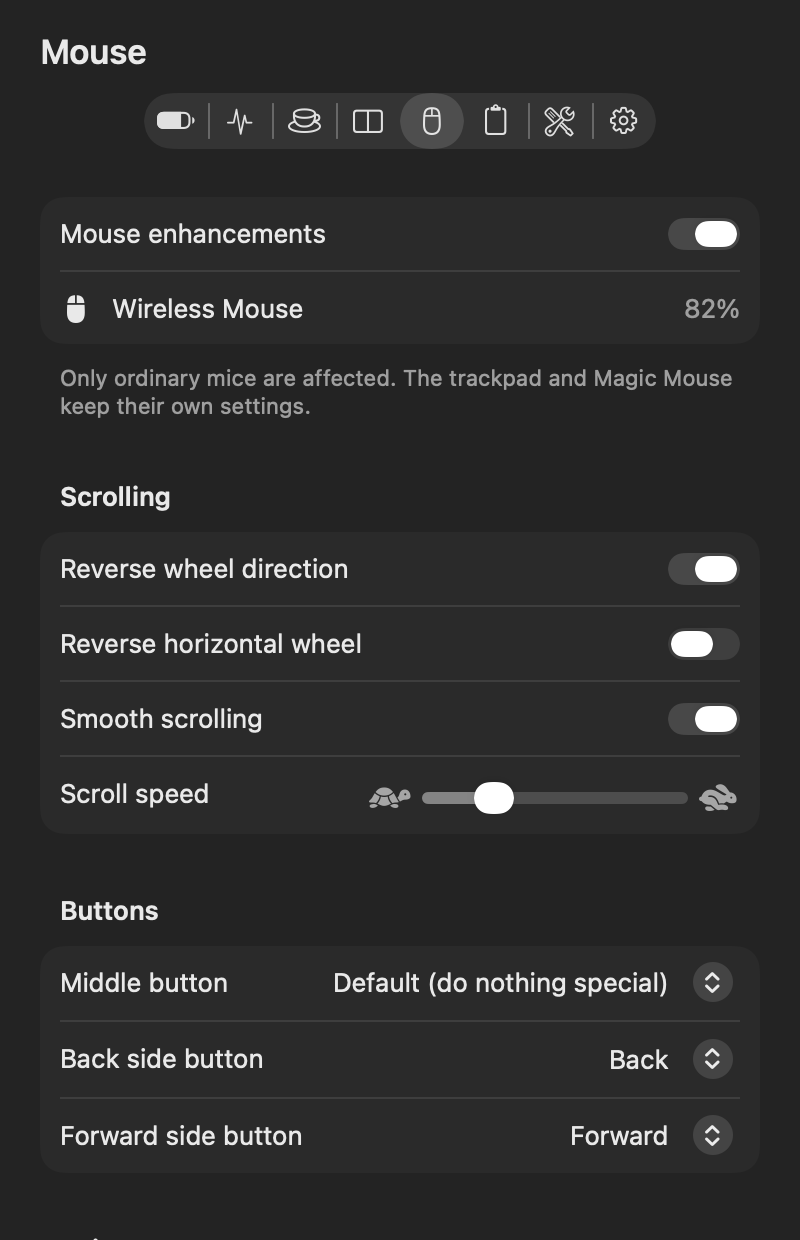 Mouse
Mouse enhancements
Wireless Mouse 82%
Only ordinary mice are affected. The trackpad and Magic Mouse
keep their own settings.
Scrolling
Reverse wheel direction
Reverse horizontal wheel
Smooth scrolling
Scroll speed
Buttons
Middle button Default (do nothing special)
Back side button Back
Forward side button Forward